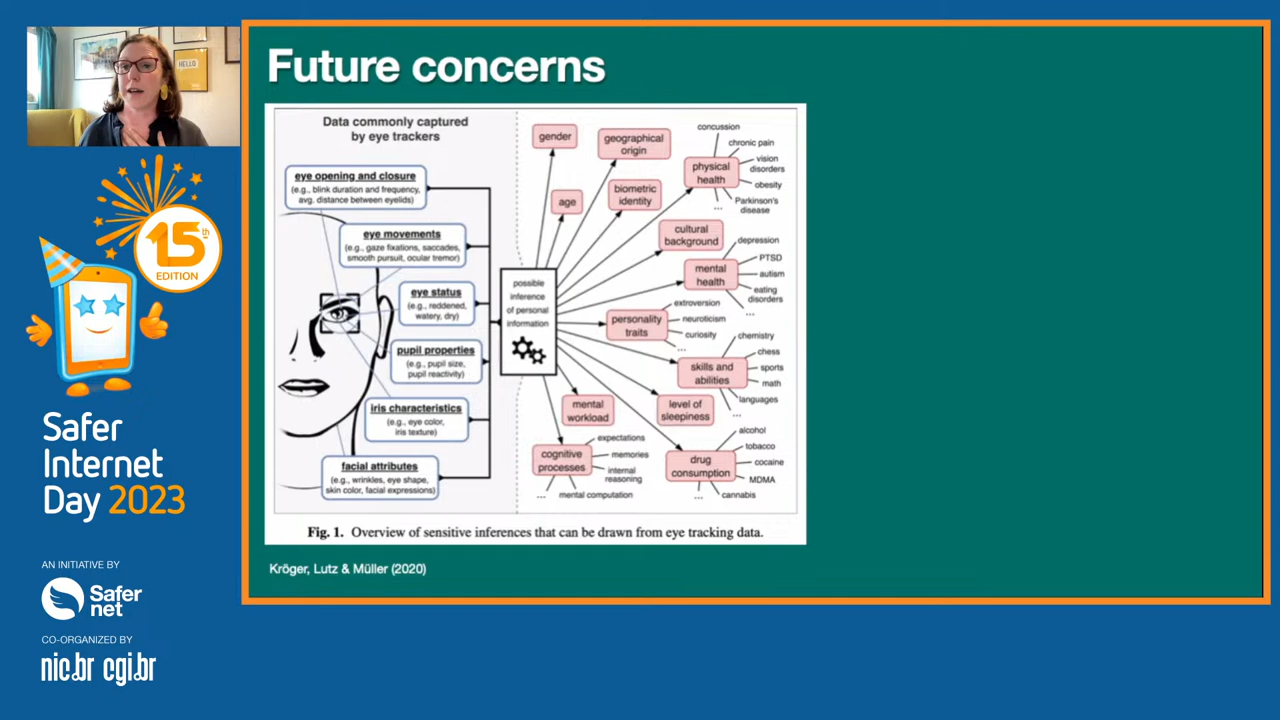 HELLO
15th
EDITION
Safer
Internet
Day 2023
AN INITIATIVE BY
Safer
net
CO-ORGANIZED BY
nic.br cgi.br
Future concerns
Data commonly captured
by eye trackers
eye opening and closure
(e.g., blink duration and frequency,
avg. distance between eyelids)
eye movements
(e.g., gaze fixations, saccades,
smooth pursuit, ocular tremor)
eye status
(e.g., reddened,
watery, dry)
pupil properties
(e.g., pupil size,
pupil reactivity)
iris characteristics
(e.g., eye color,
iris texture)
facial attributes
(e.g., wrinkles, eye shape,
skin color, facial expressions)
possible
inference
of personal
information
gender
geographical
origin
age
biometric
identity
physical
health
concussion
chronic pain
vision
disorders
obesity
Parkinson's
disease
...
cultural
background
mental
health
depression
PTSD
autism
eating
disorders
...
personality
traits
extroversion
neuroticism
curiosity
...
skills and
abilities
chemistry
chess
sports
math
languages
...
mental
workload
level of
sleepiness
cognitive
processes
expectations
memories
internal
reasoning
mental computation
...
drug
consumption
alcohol
tobacco
cocaine
MDMA
cannabis
...
Fig. 1. Overview of sensitive inferences that can be drawn from eye tracking data.
Kröger, Lutz & Müller (2020)